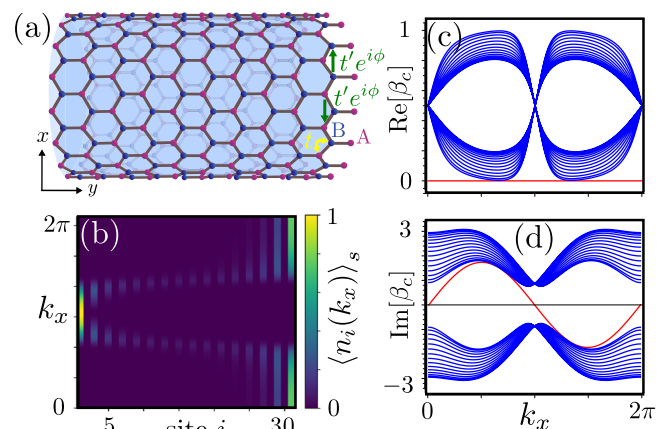 (a)
t′e^{iϕ}
t′e^{iϕ}
B
A
t
x
y
(b)
2π
k_x
0
5
site i
30
1
⟨n_i(k_x)⟩_s
0
(c)
1
Re[β_c]
0
(d)
3
Im[β_c]
−3
0
k_x
2π